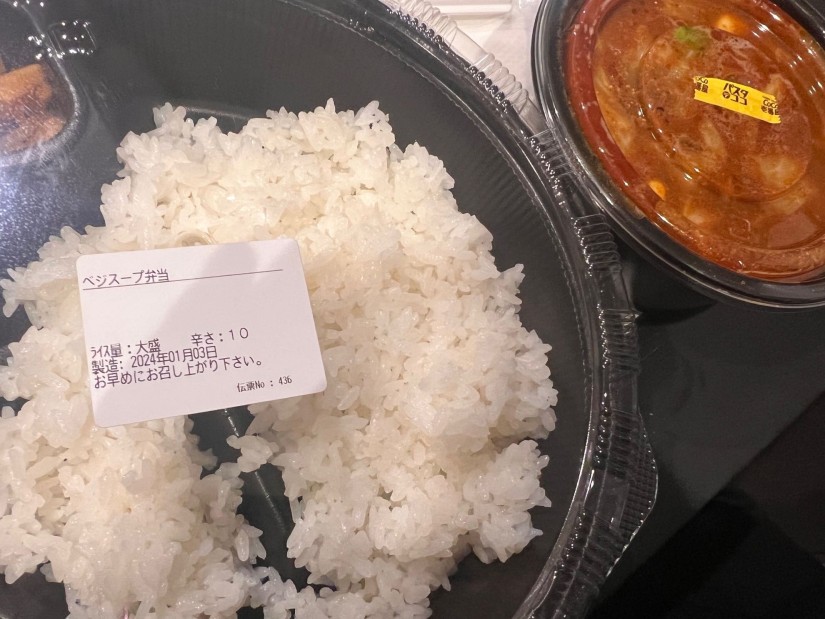 ベジスープ弁当
ﾗｲｽ量：大盛 辛さ：１０
製造：2024年01月03日
お早めにお召し上がり下さい。
伝票No：436
パスタ